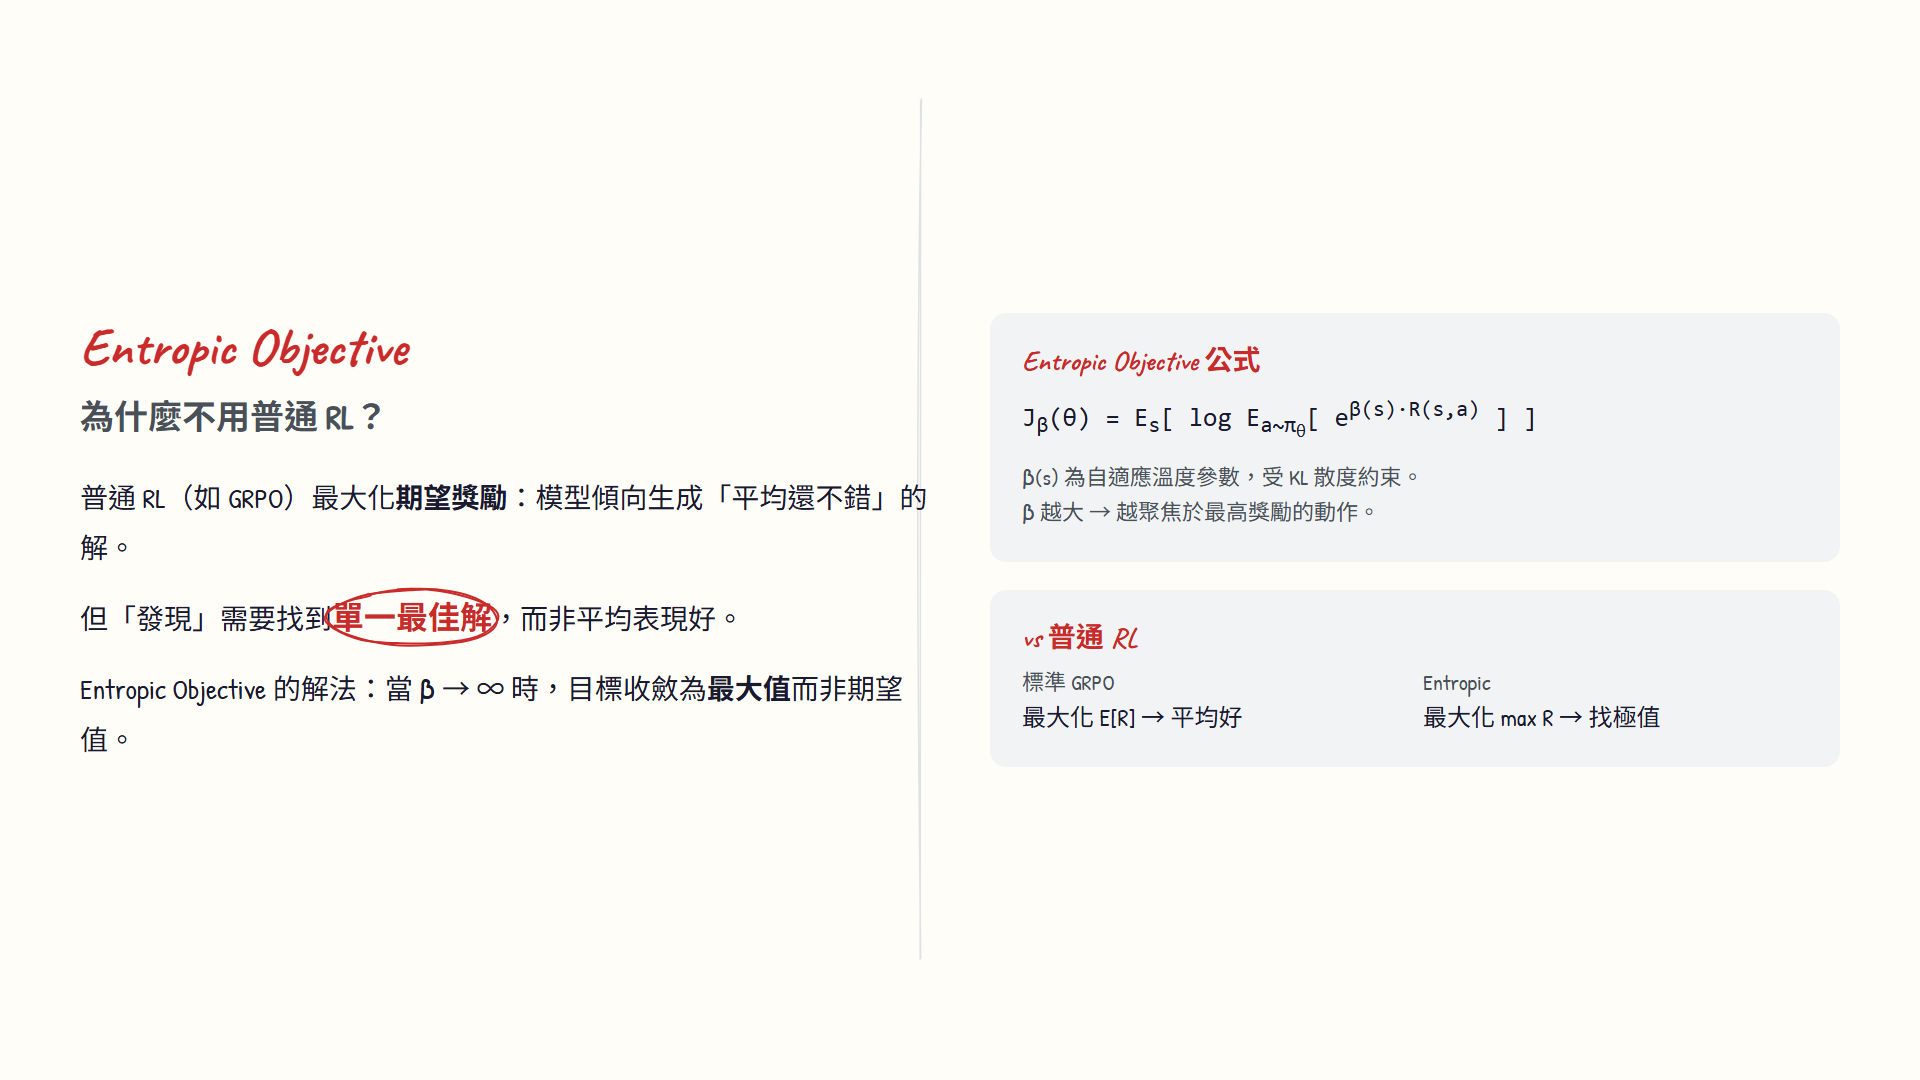 Entropic Objective
為什麼不用普通 RL？
普通 RL（如 GRPO）最大化期望獎勵：模型傾向生成「平均還不錯」的
解。
但「發現」需要找到單一最佳解，而非平均表現好。
Entropic Objective 的解法：當 β → ∞ 時，目標收斂為最大值而非期望
值。
Entropic Objective 公式
J_β(θ) = E_s[ log E_{a~π_θ}[ e^{β(s)·R(s,a)} ] ]
β(s) 為自適應溫度參數，受 KL 散度約束。
β 越大 → 越聚焦於最高獎勵的動作。
vs 普通 RL
標準 GRPO
最大化 E[R] → 平均好
Entropic
最大化 max R → 找極值